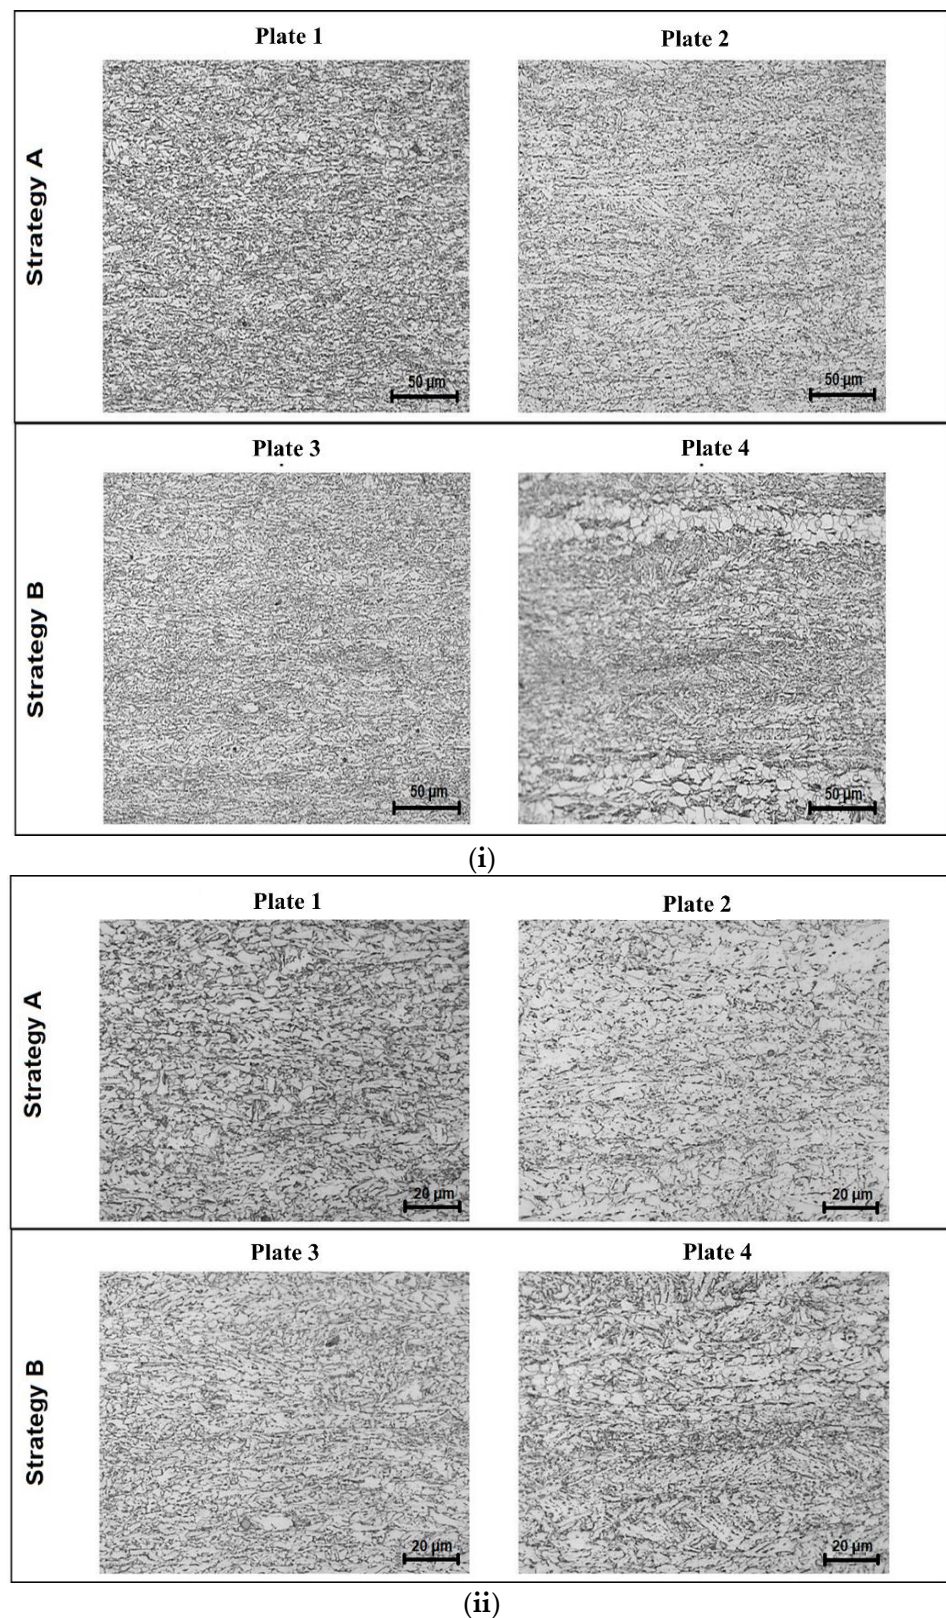 Plate 1
Plate 2
Strategy A
50 µm
50 µm
Plate 3
Plate 4
Strategy B
50 µm
50 µm
(i)
Plate 1
Plate 2
Strategy A
20 µm
20 µm
Plate 3
Plate 4
Strategy B
20 µm
20 µm
(ii)